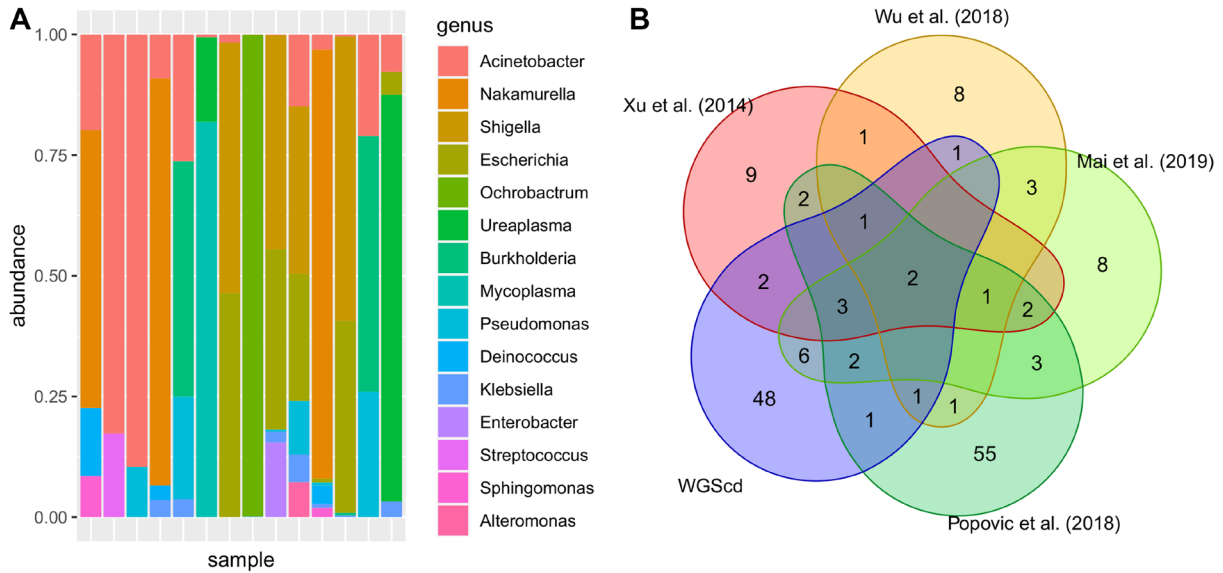 A
1.00
0.75
0.50
0.25
0.00
abundance
sample
genus
Acinetobacter
Nakamurella
Shigella
Escherichia
Ochrobactrum
Ureaplasma
Burkholderia
Mycoplasma
Pseudomonas
Deinococcus
Klebsiella
Enterobacter
Streptococcus
Sphingomonas
Alteromonas
B
Wu et al. (2018)
Xu et al. (2014)
Mai et al. (2019)
8
1
1
9
2
3
1
8
2
2
3
1
2
6
2
3
48
1
1
1
55
WGScd
Popovic et al. (2018)